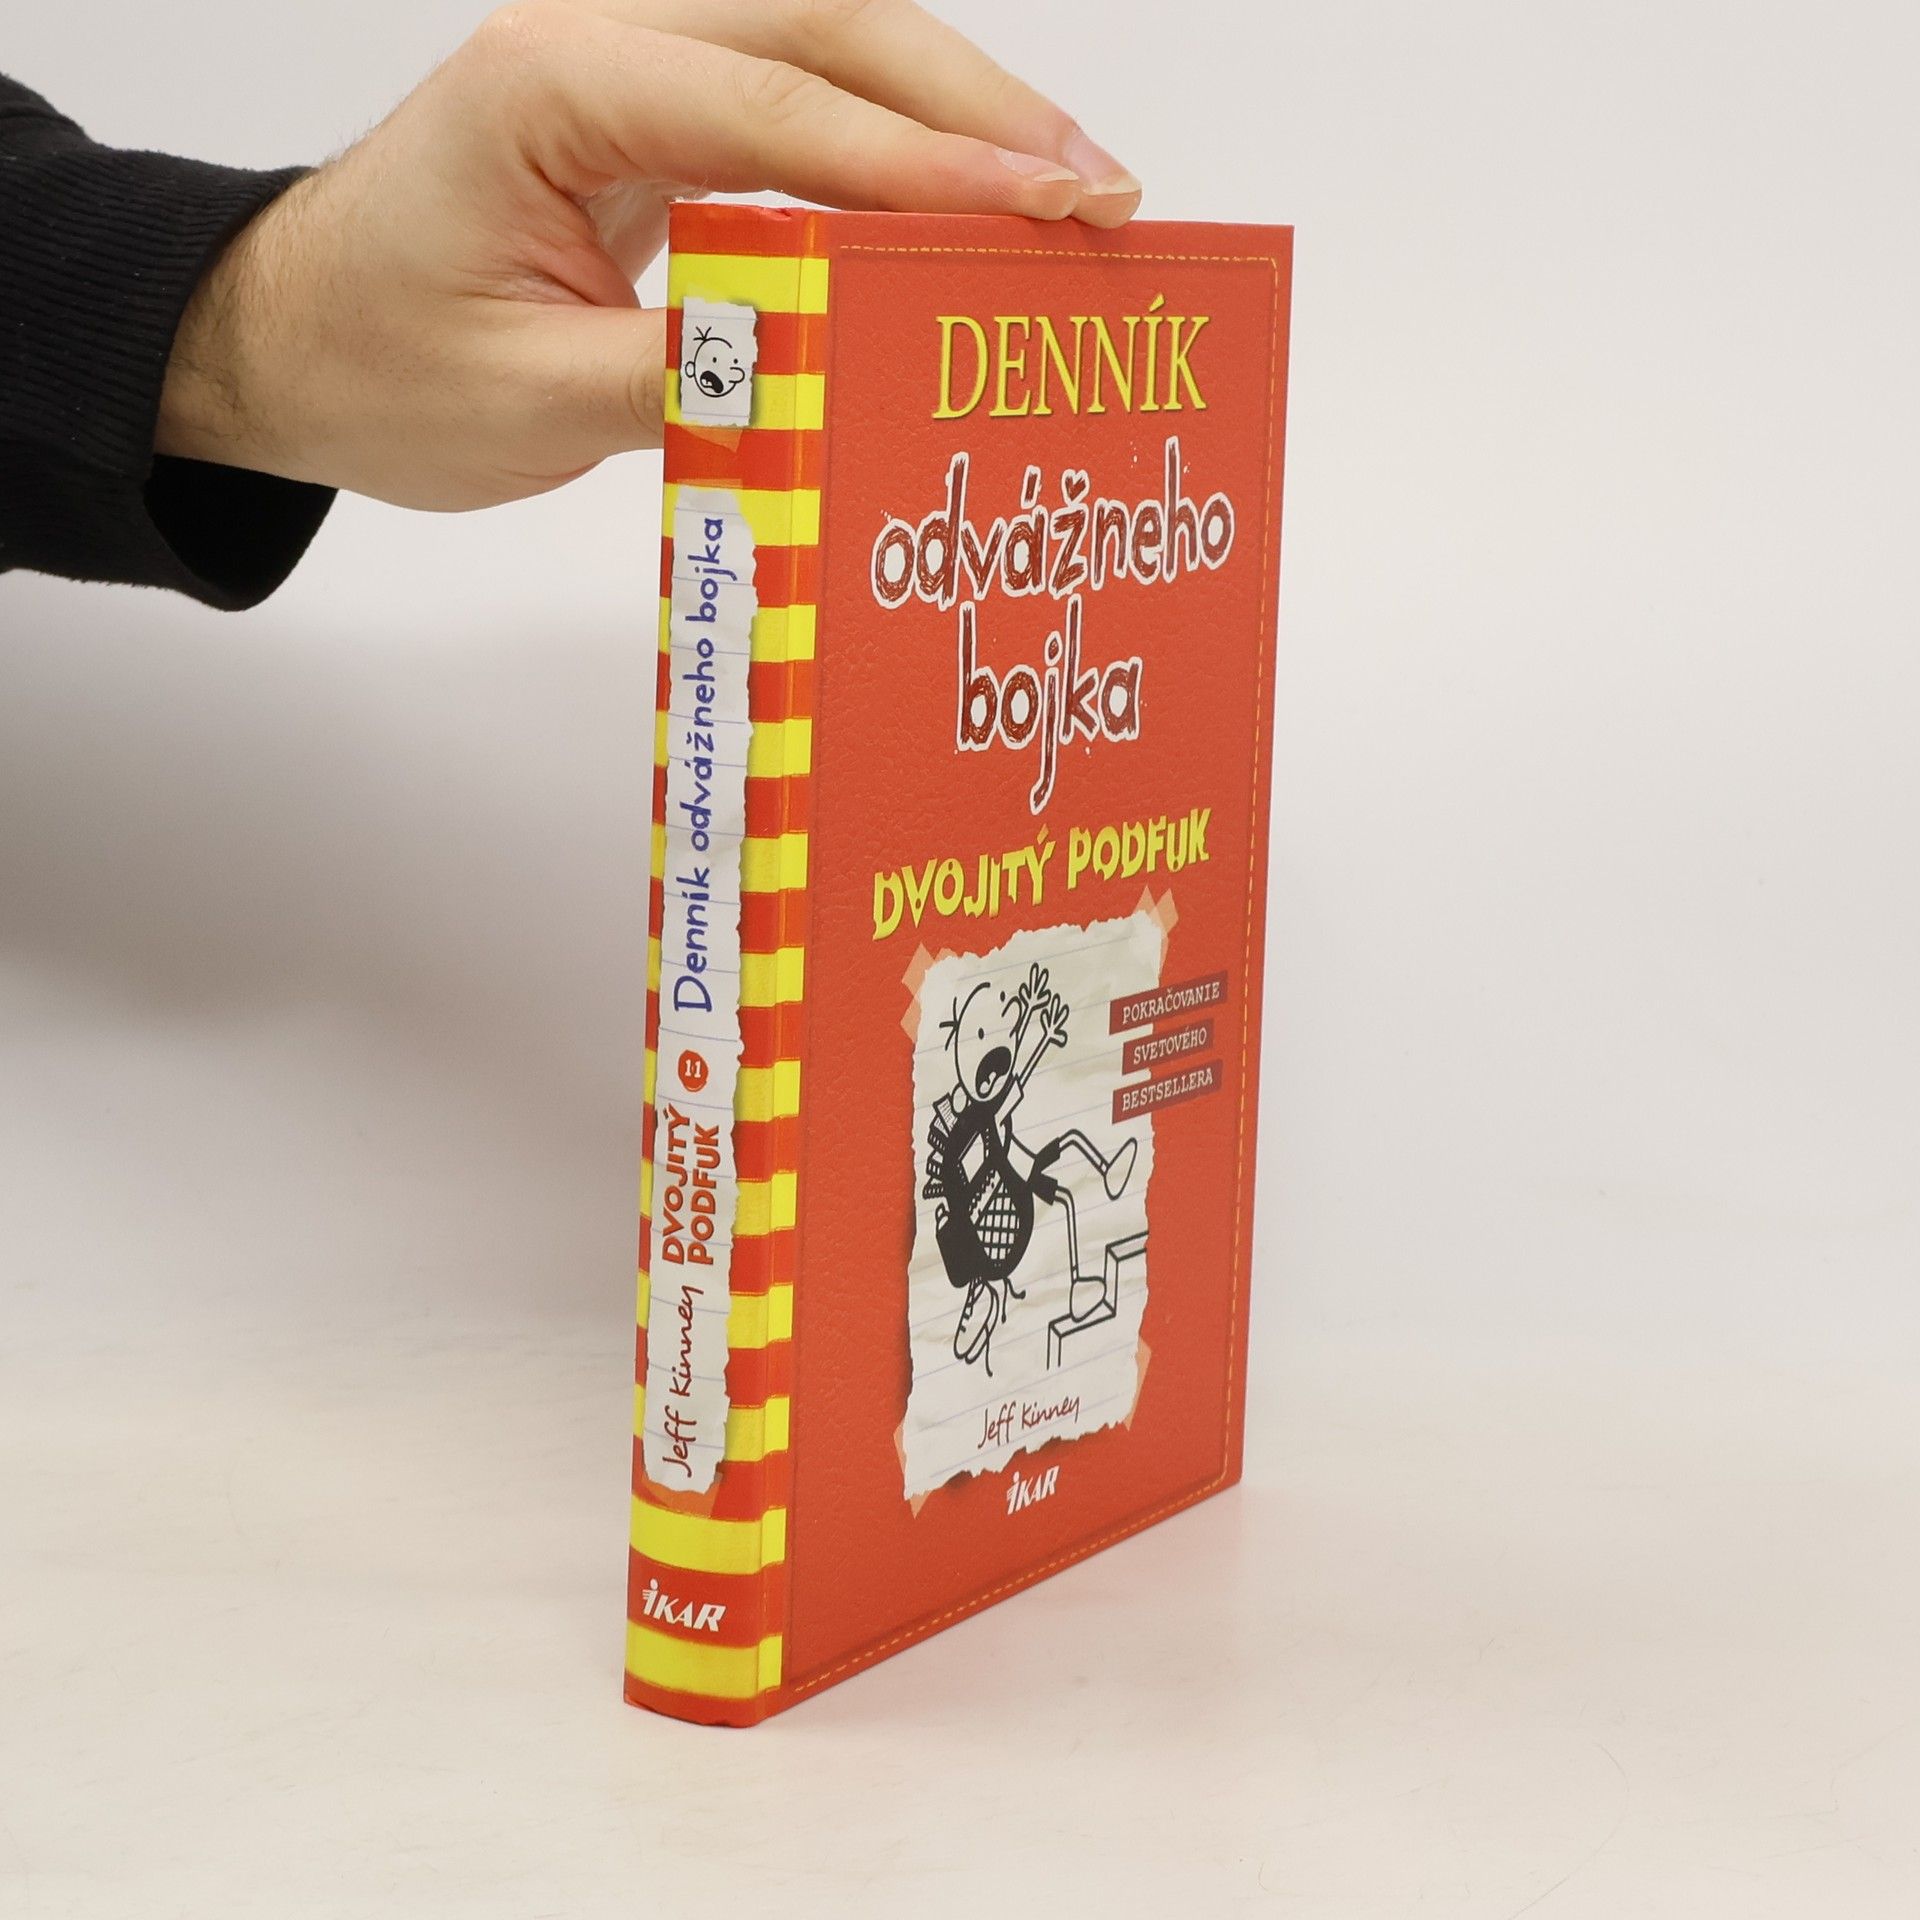 DENNÍK
odvážneho
bojka
DVOJITÝ PODFUK
POKRAČOVANIE
SVETOVÉHO
BESTSELLERA
Jeff Kinney
iKAR
Jeff Kinney
DVOJITÝ
PODFUK
11
Denník odvážneho bojka
iKAR